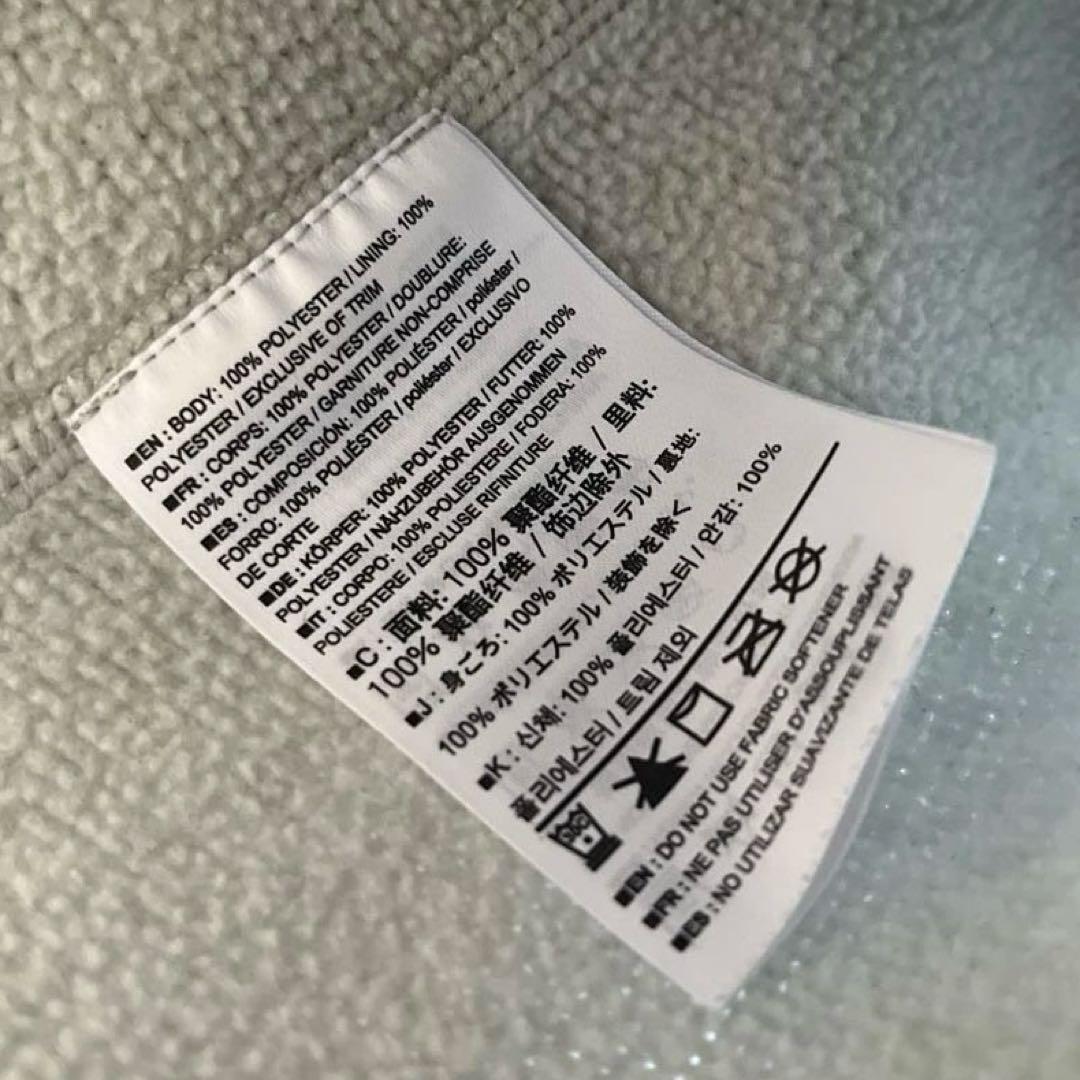 ■EN : BODY: 100% POLYESTER / LINING: 100%
POLYESTER / EXCLUSIVE OF TRIM
■FR : CORPS: 100% POLYESTER / DOUBLURE:
100% POLYESTER / GARNITURE NON-COMPRISE
■ES : COMPOSICIÓN: 100% POLIÉSTER / poliéster /
FORRO: 100% POLIÉSTER / poliéster / EXCLUSIVO
DE CORTE
■DE : KÖRPER: 100% POLYESTER / FUTTER: 100%
POLYESTER / NÄHZUBEHÖR AUSGENOMMEN
■IT : CORPO: 100% POLIESTERE / FODERA: 100%
POLIESTERE / ESCLUSE RIFINITURE
■C : 面料: 100% 聚酯纤维 / 里料:
100% 聚酯纤维 / 饰边除外
■J : 身ごろ: 100% ポリエステル / 裏地:
100% ポリエステル / 装飾を除く
■K : 신체: 100% 폴리에스터 / 안감: 100%
폴리에스터 / 트림 제외
■EN : DO NOT USE FABRIC SOFTENER
■FR : NE PAS UTILISER D'ASSOUPLISSANT
■ES : NO UTILIZAR SUAVIZANTE DE TELAS